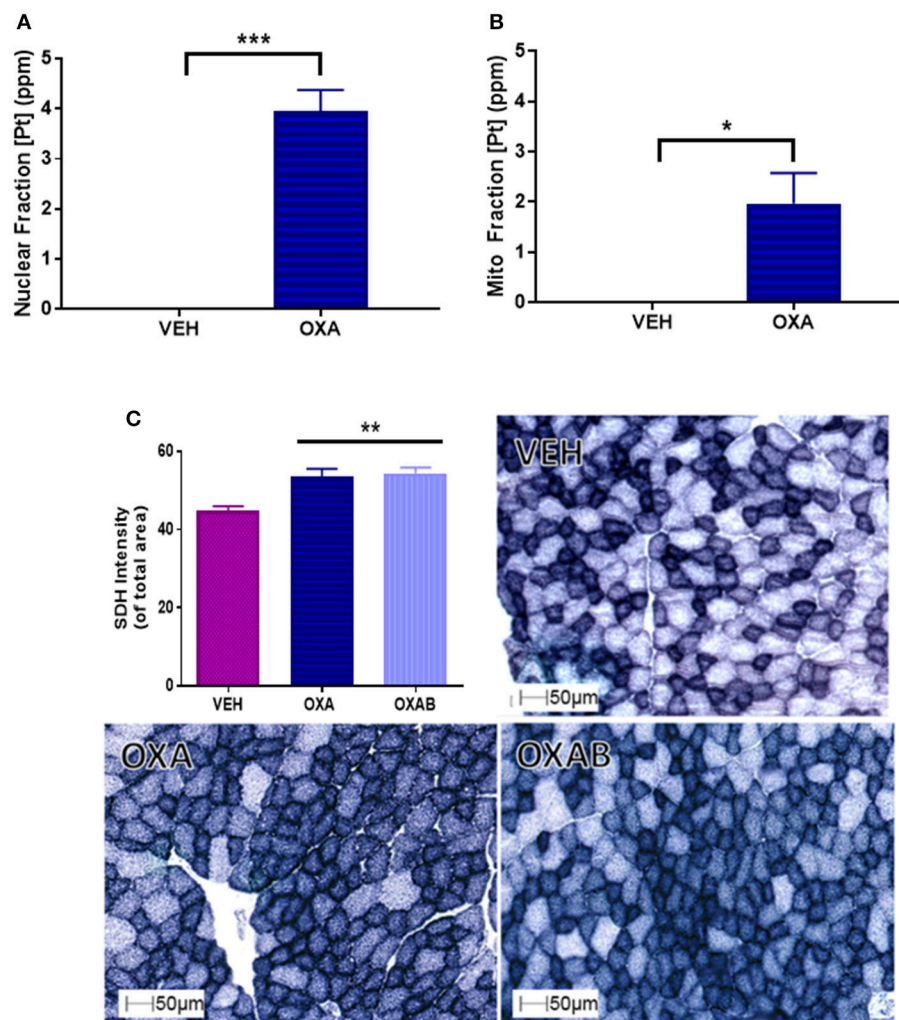 A
Nuclear Fraction [Pt] (ppm)
5
4
3
2
1
0
***
VEH OXA
B
Mito Fraction [Pt] (ppm)
5
4
3
2
1
0
*
VEH OXA
C
SDH Intensity
(of total area)
60
40
20
0
**
VEH OXA OXAB
VEH
50µm
OXA
50µm
OXAB
50µm